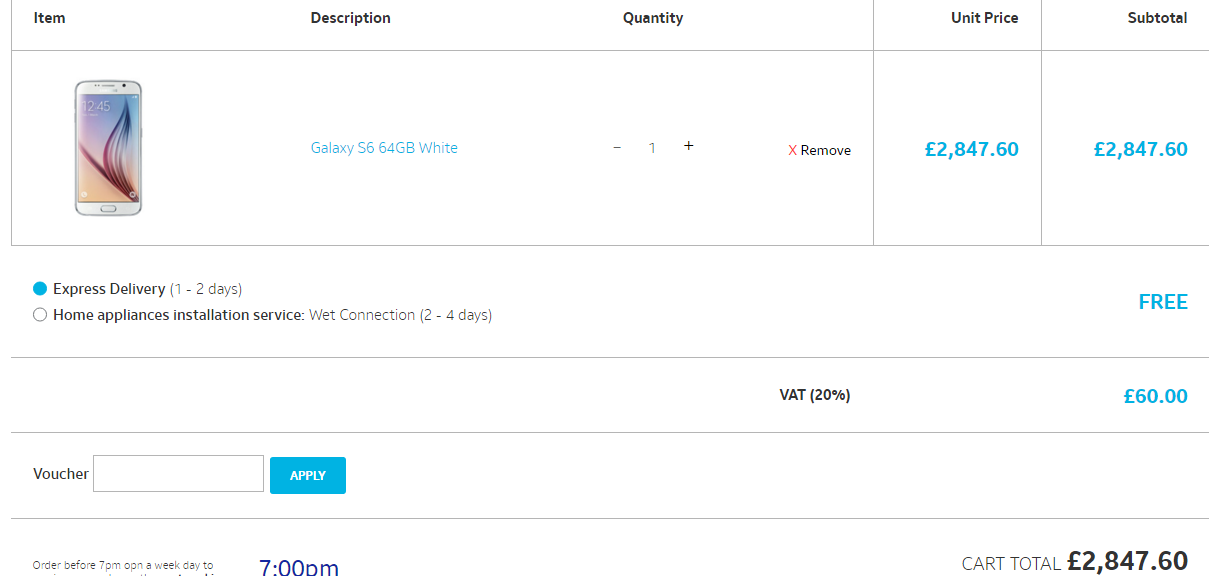 Item Description Quantity Unit Price Subtotal
12:45
Galaxy S6 64GB White − 1 + X Remove £2,847.60 £2,847.60
Express Delivery (1 - 2 days)
FREE
Home appliances installation service: Wet Connection (2 - 4 days)
VAT (20%) £60.00
Voucher APPLY
Order before 7pm opn a week day to 7:00pm CART TOTAL £2,847.60